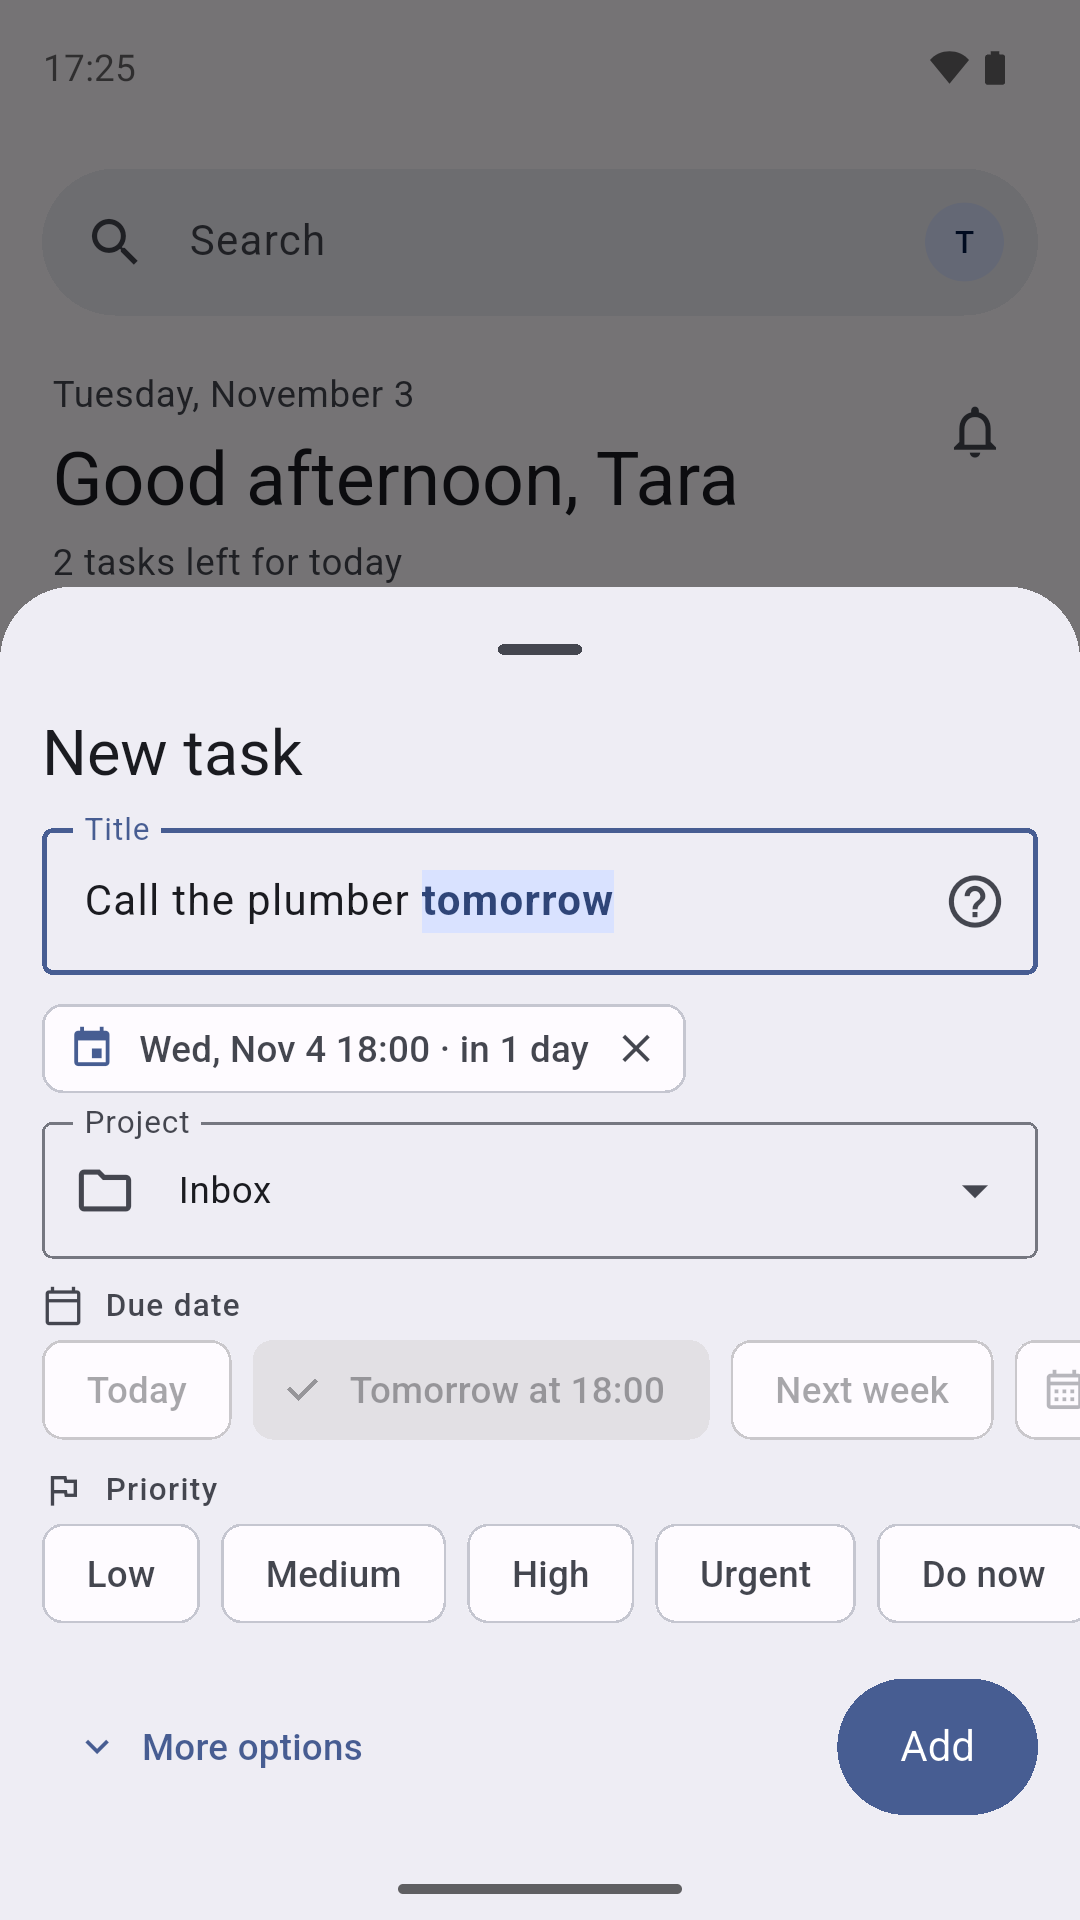 17:25
Search
T
Tuesday, November 3
Good afternoon, Tara
2 tasks left for today
New task
Title
Call the plumber tomorrow
Wed, Nov 4 18:00 · in 1 day
Project
Inbox
Due date
Today
Tomorrow at 18:00
Next week
Priority
Low
Medium
High
Urgent
Do now
More options
Add